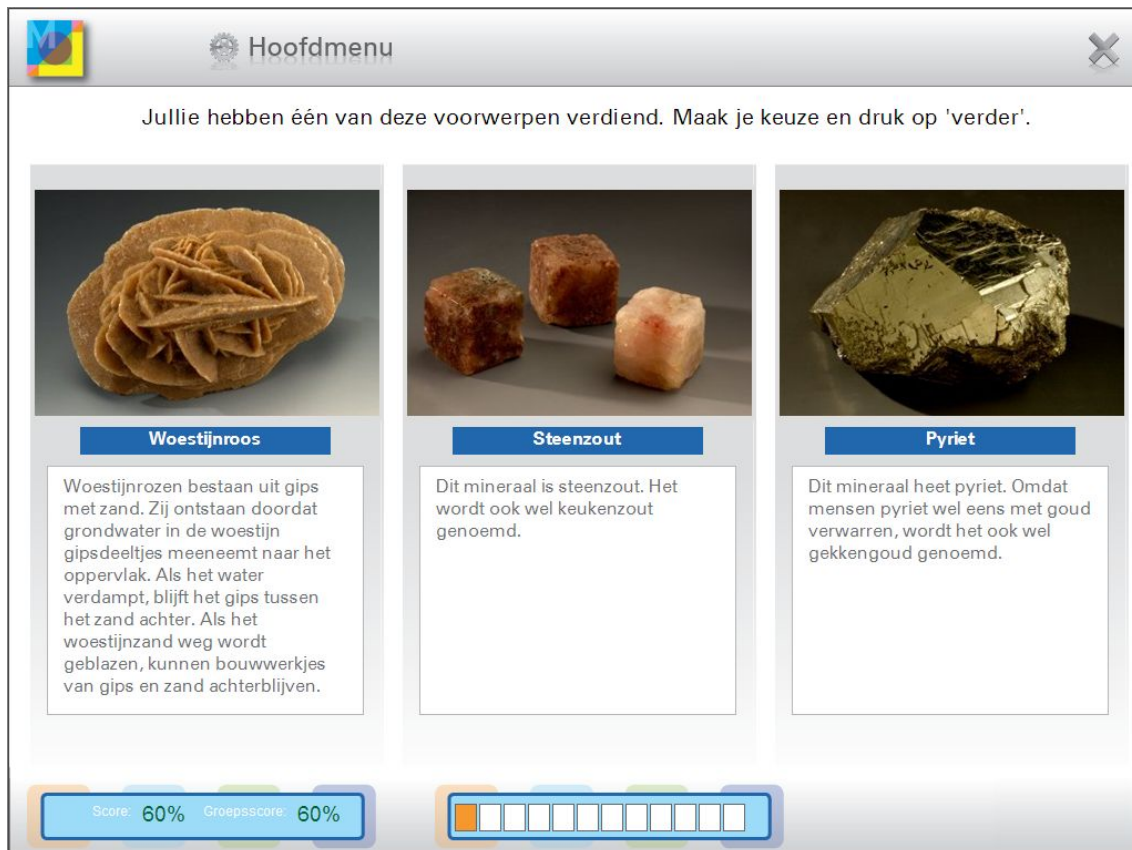 M
Hoofdmenu
Jullie hebben één van deze voorwerpen verdiend. Maak je keuze en druk op 'verder'.
Woestijnroos
Woestijnrozen bestaan uit gips
met zand. Zij ontstaan doordat
grondwater in de woestijn
gipsdeeltjes meeneemt naar het
oppervlak. Als het water
verdampt, blijft het gips tussen
het zand achter. Als het
woestijnzand weg wordt
geblazen, kunnen bouwwerkjes
van gips en zand achterblijven.
Steenzout
Dit mineraal is steenzout. Het
wordt ook wel keukenzout
genoemd.
Pyriet
Dit mineraal heet pyriet. Omdat
mensen pyriet wel eens met goud
verwarren, wordt het ook wel
gekkengoud genoemd.
Score: 60% Groepsscore: 60%